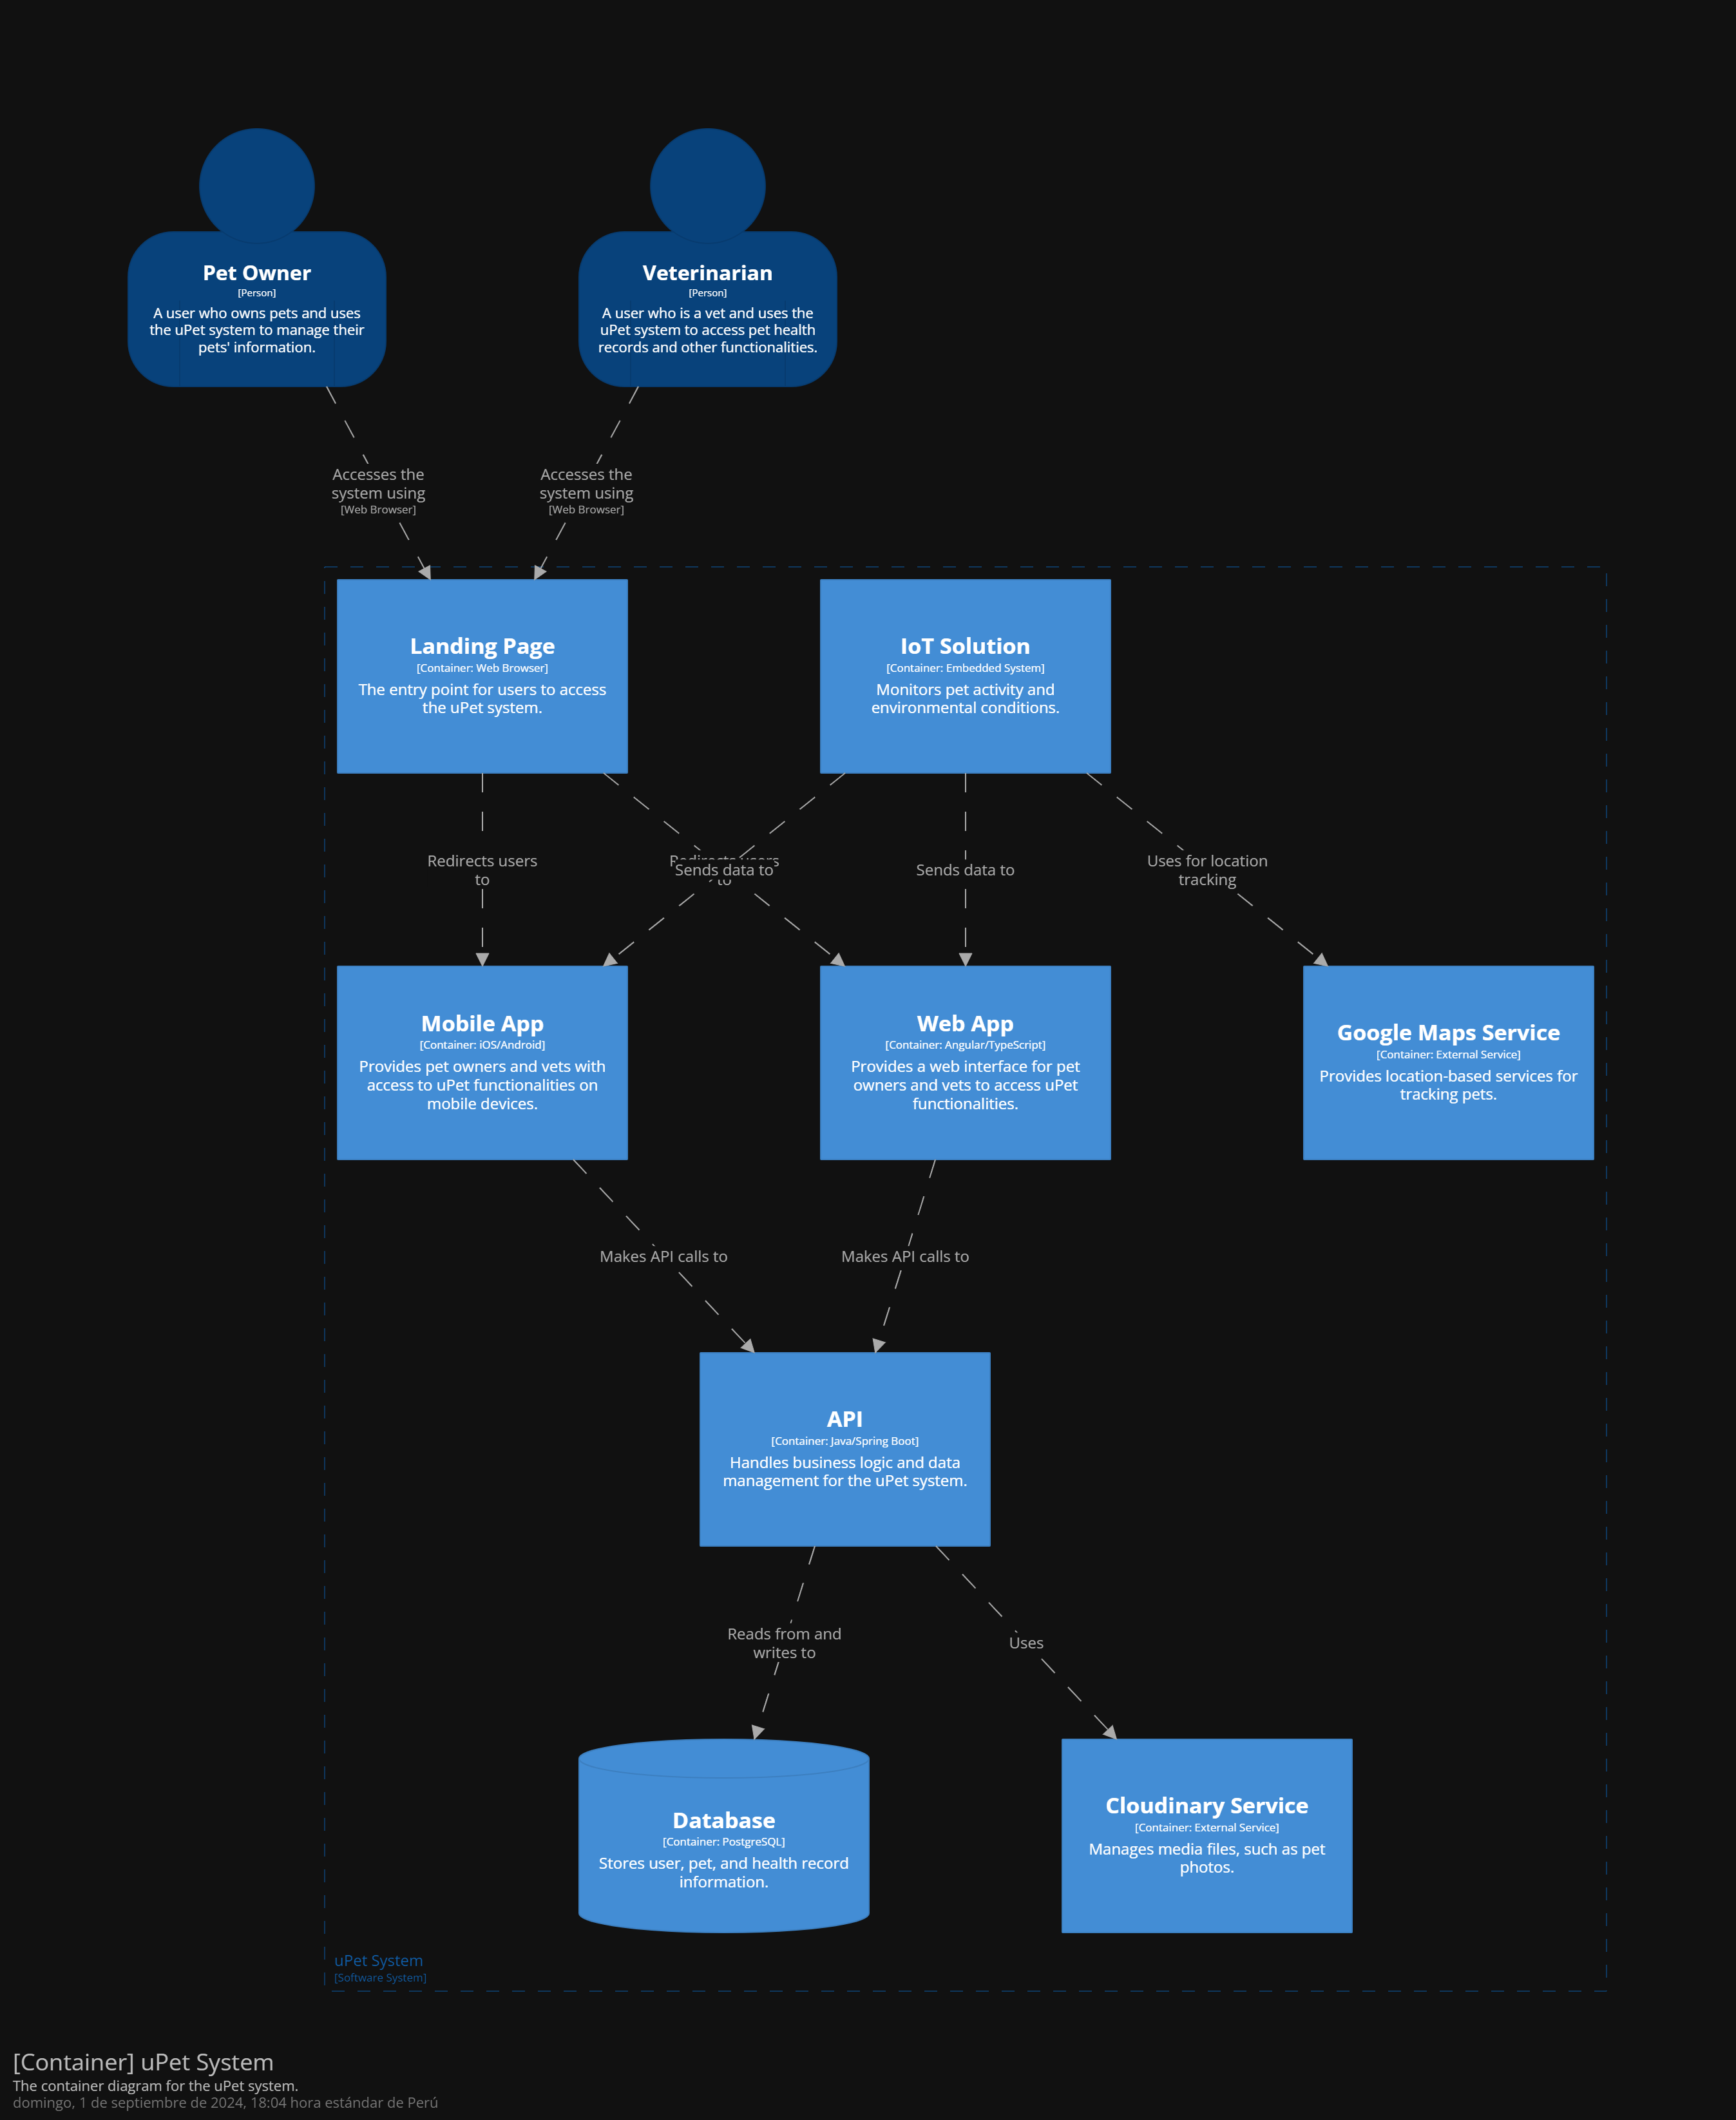 Pet Owner
[Person]
A user who owns pets and uses
the uPet system to manage their
pets' information.
Veterinarian
[Person]
A user who is a vet and uses the
uPet system to access pet health
records and other functionalities.
Accesses the
system using
[Web Browser]
Accesses the
system using
[Web Browser]
Landing Page
[Container: Web Browser]
The entry point for users to access
the uPet system.
IoT Solution
[Container: Embedded System]
Monitors pet activity and
environmental conditions.
Redirects users
to
Redirects users
to
Sends data to
Sends data to
Uses for location
tracking
Mobile App
[Container: iOS/Android]
Provides pet owners and vets with
access to uPet functionalities on
mobile devices.
Web App
[Container: Angular/TypeScript]
Provides a web interface for pet
owners and vets to access uPet
functionalities.
Google Maps Service
[Container: External Service]
Provides location-based services for
tracking pets.
Makes API calls to
Makes API calls to
API
[Container: Java/Spring Boot]
Handles business logic and data
management for the uPet system.
Reads from and
writes to
Uses
Database
[Container: PostgreSQL]
Stores user, pet, and health record
information.
Cloudinary Service
[Container: External Service]
Manages media files, such as pet
photos.
uPet System
[Software System]
[Container] uPet System
The container diagram for the uPet system.
domingo, 1 de septiembre de 2024, 18:04 hora estándar de Perú